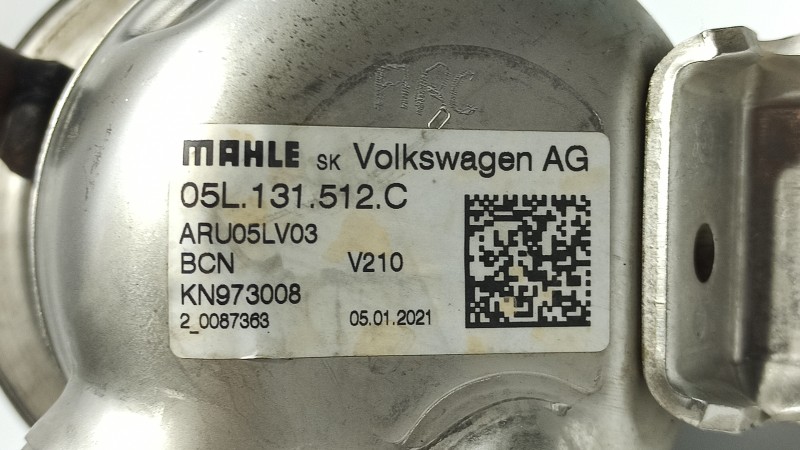 MAHLE SK Volkswagen AG
05L.131.512.C
ARU05LV03
BCN V210
KN973008
2_0087363 05.01.2021